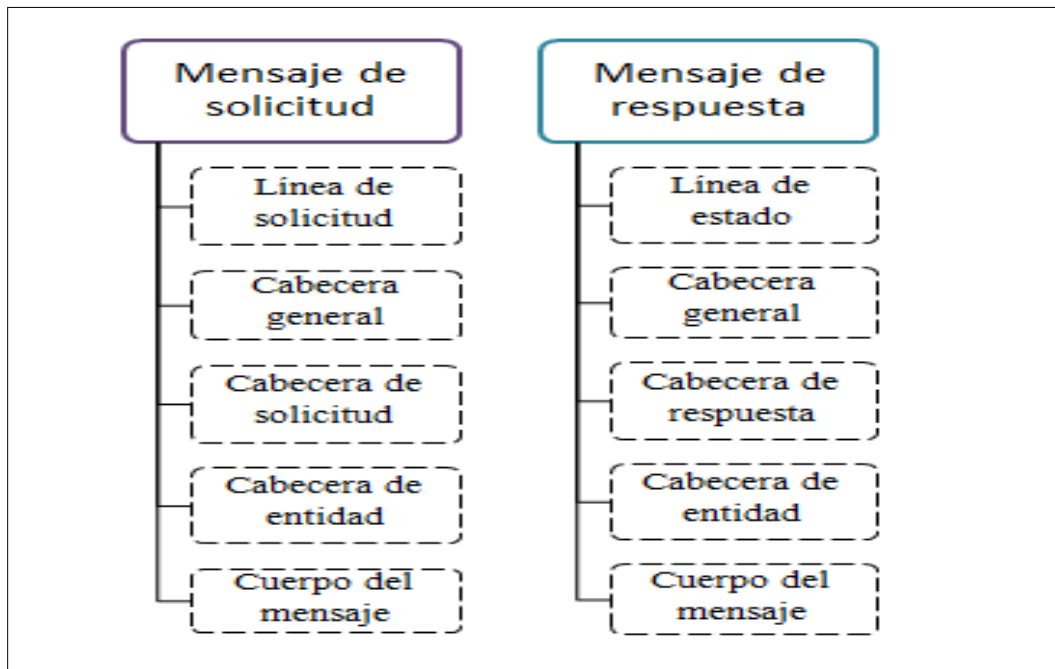 Mensaje de
solicitud
Línea de
solicitud
Cabecera
general
Cabecera de
solicitud
Cabecera de
entidad
Cuerpo del
mensaje
Mensaje de
respuesta
Línea de
estado
Cabecera
general
Cabecera de
respuesta
Cabecera de
entidad
Cuerpo del
mensaje